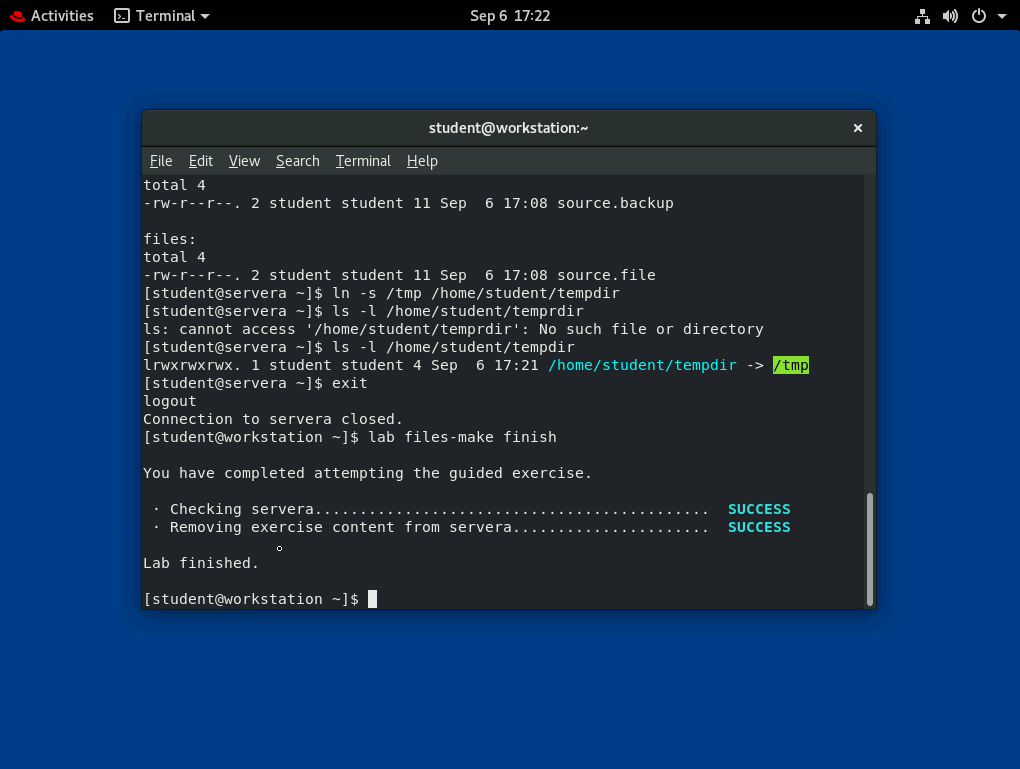 Activities Terminal Sep 6 17:22
student@workstation:~ ×
File Edit View Search Terminal Help
total 4
-rw-r--r--. 2 student student 11 Sep  6 17:08 source.backup
files:
total 4
-rw-r--r--. 2 student student 11 Sep  6 17:08 source.file
[student@servera ~]$ ln -s /tmp /home/student/tempdir
[student@servera ~]$ ls -l /home/student/temprdir
ls: cannot access '/home/student/temprdir': No such file or directory
[student@servera ~]$ ls -l /home/student/tempdir
lrwxrwxrwx. 1 student student 4 Sep  6 17:21 /home/student/tempdir -> /tmp
[student@servera ~]$ exit
logout
Connection to servera closed.
[student@workstation ~]$ lab files-make finish
You have completed attempting the guided exercise.
· Checking servera............................................  SUCCESS
· Removing exercise content from servera......................  SUCCESS
Lab finished.
[student@workstation ~]$